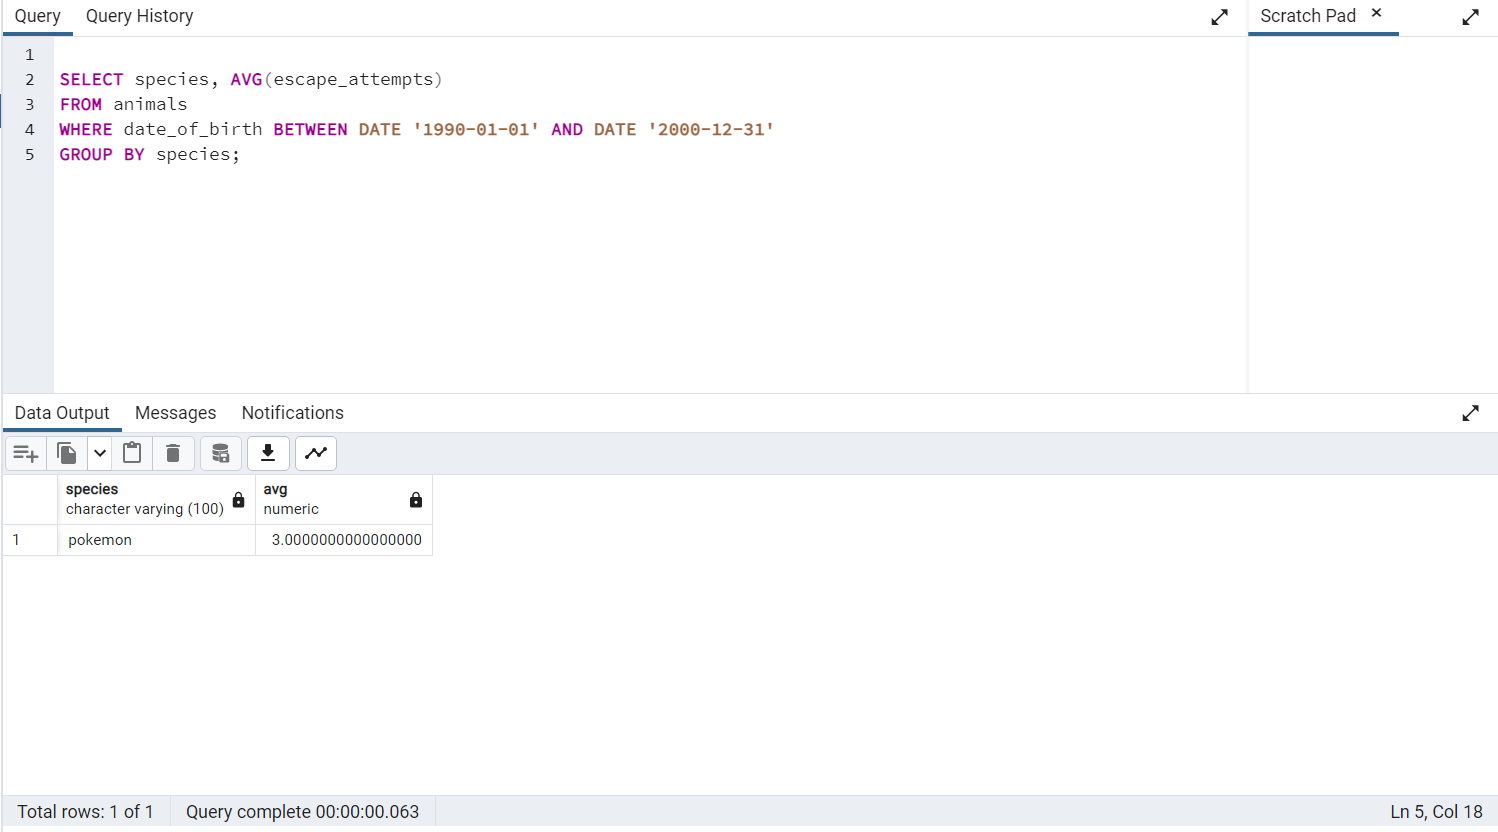 Query Query History Scratch Pad ×
1
2 SELECT species, AVG(escape_attempts)
3 FROM animals
4 WHERE date_of_birth BETWEEN DATE '1990-01-01' AND DATE '2000-12-31'
5 GROUP BY species;
Data Output Messages Notifications
species avg
character varying (100) numeric
1 pokemon 3.0000000000000000
Total rows: 1 of 1 Query complete 00:00:00.063 Ln 5, Col 18